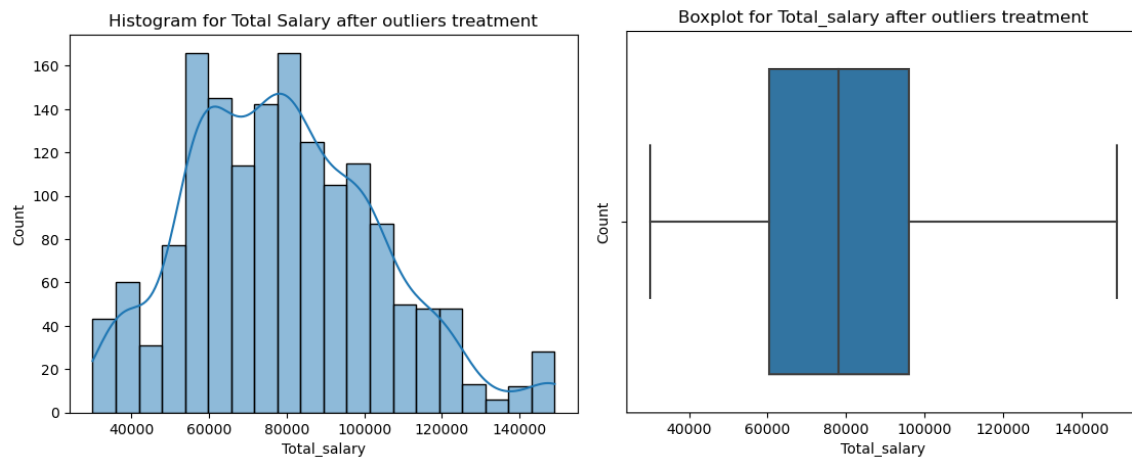 Histogram for Total Salary after outliers treatment
160
140
120
100
80
60
40
20
0
Count
40000 60000 80000 100000 120000 140000
Total_salary
Boxplot for Total_salary after outliers treatment
Count
40000 60000 80000 100000 120000 140000
Total_salary